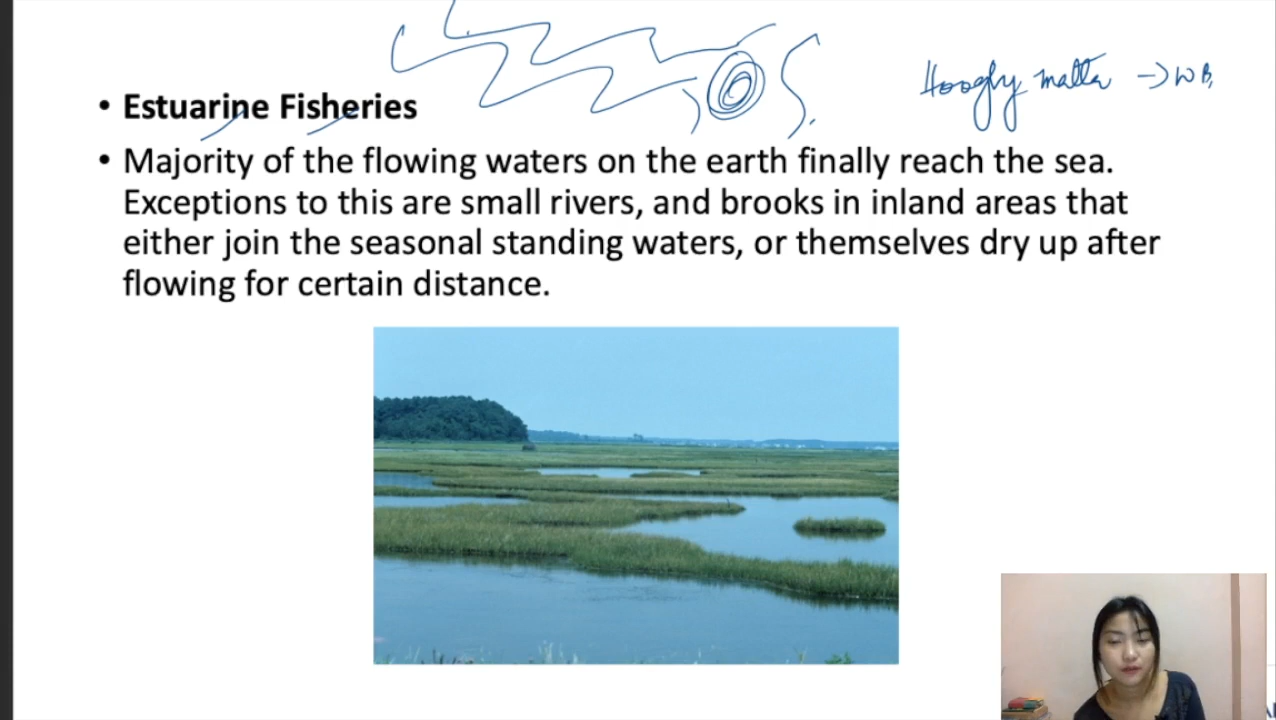 Hooghly matla → WB,
• Estuarine Fisheries
• Majority of the flowing waters on the earth finally reach the sea.
Exceptions to this are small rivers, and brooks in inland areas that
either join the seasonal standing waters, or themselves dry up after
flowing for certain distance.